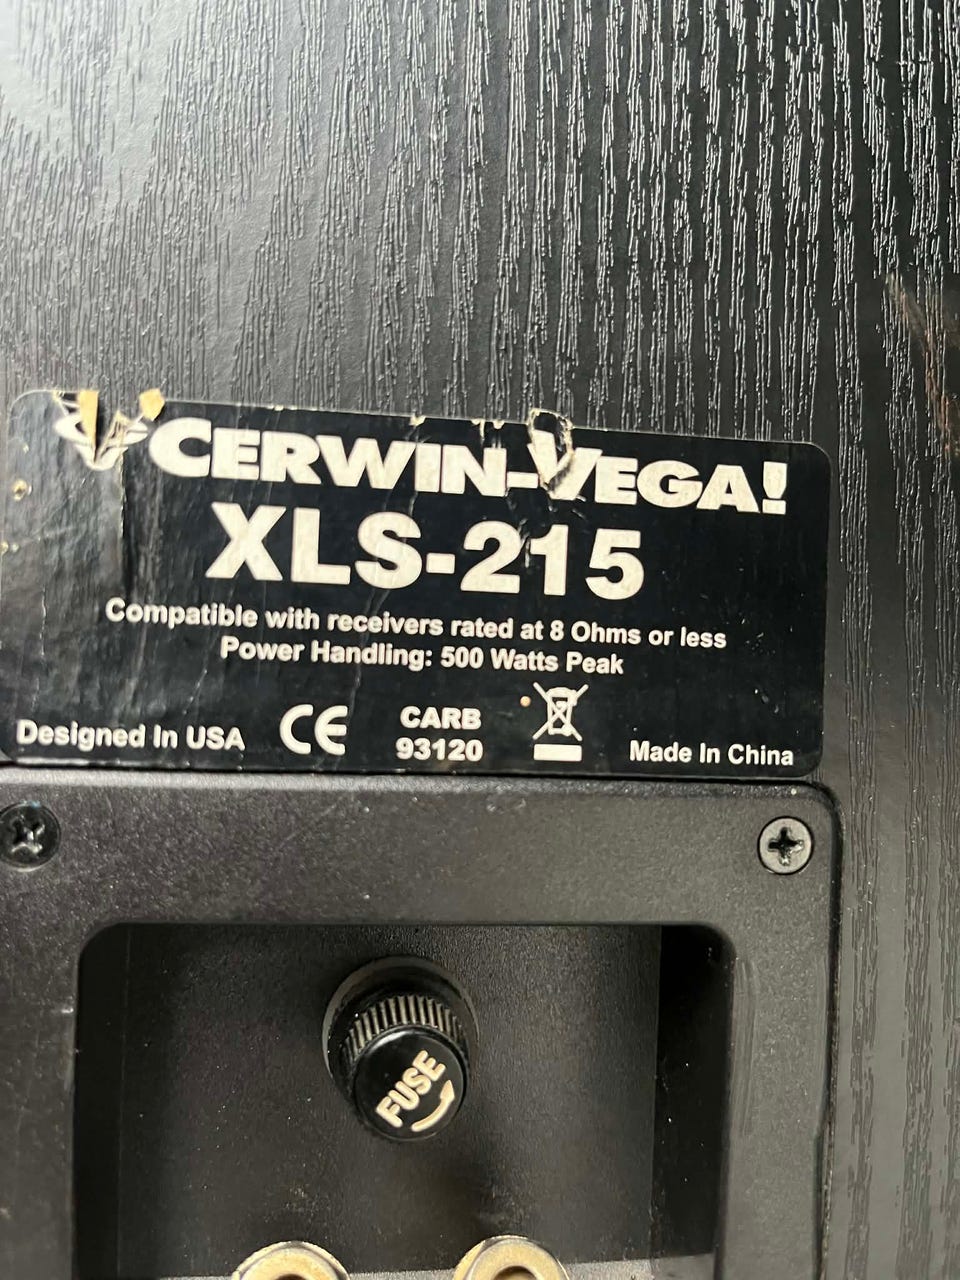 CERWIN-VEGA!
XLS-215
Compatible with receivers rated at 8 Ohms or less
Power Handling: 500 Watts Peak
Designed In USA CE CARB 93120 Made In China
FUSE